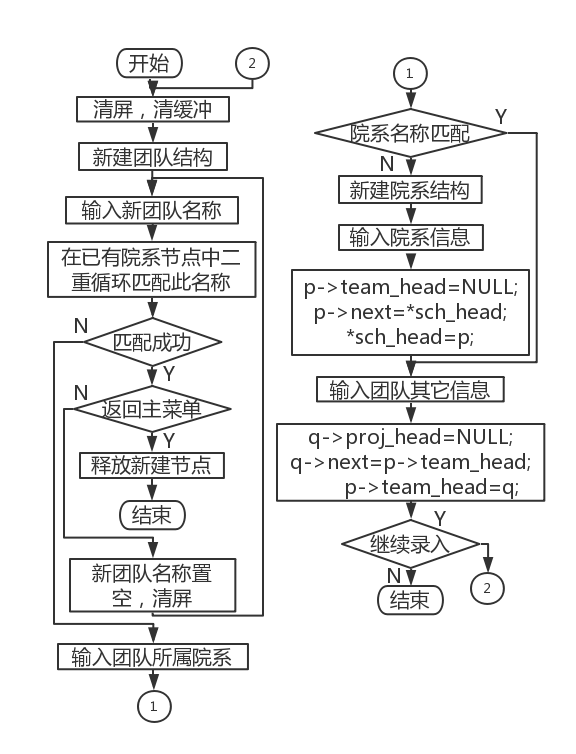 开始
2
清屏，清缓冲
新建团队结构
输入新团队名称
在已有院系节点中二
重循环匹配此名称
N
匹配成功
Y
N
返回主菜单
Y
释放新建节点
结束
新团队名称置
空，清屏
输入团队所属院系
1
1
Y
院系名称匹配
N
新建院系结构
输入院系信息
p->team_head=NULL;
p->next=*sch_head;
*sch_head=p;
输入团队其它信息
q->proj_head=NULL;
q->next=p->team_head;
p->team_head=q;
Y
继续录入
N
2
结束